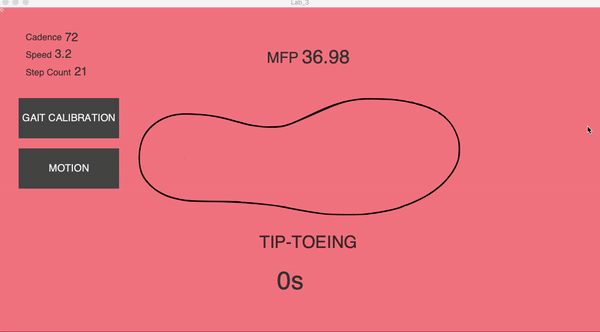 Lab_3
Cadence 72
Speed 3.2
Step Count 21
MFP 36.98
GAIT CALIBRATION
MOTION
TIP-TOEING
0s